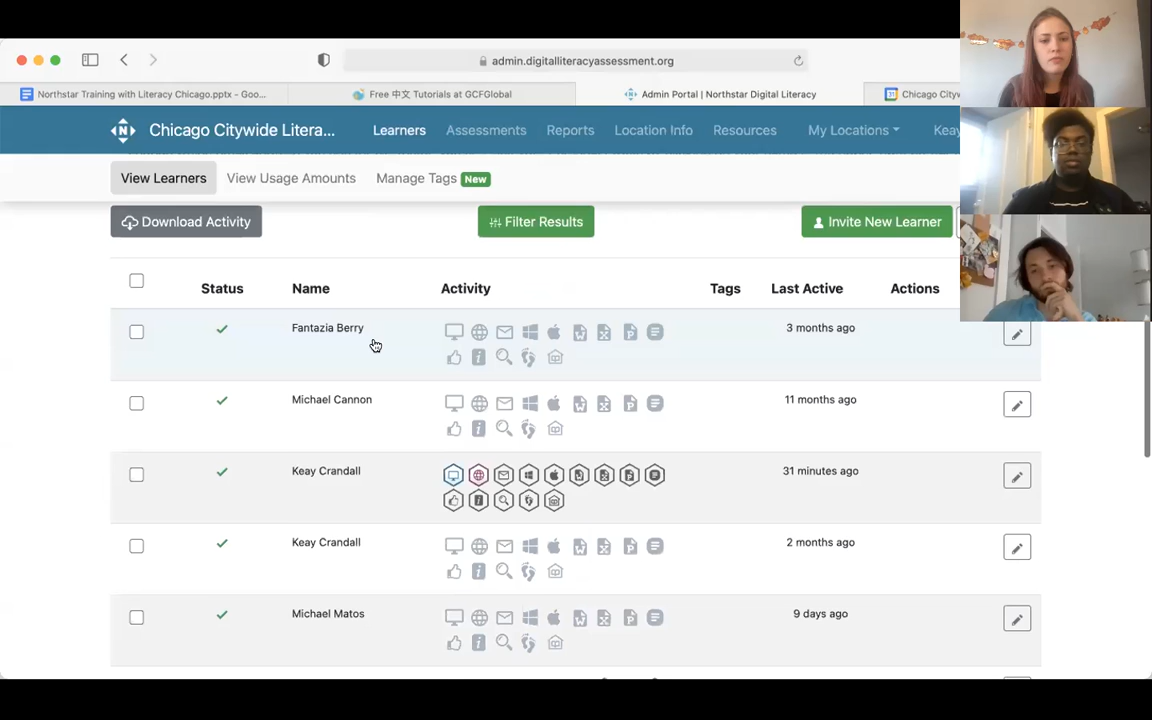 admin.digitalliteracyassessment.org
Northstar Training with Literacy Chicago.pptx - Goo...
Free 中文 Tutorials at GCFGlobal
Admin Portal | Northstar Digital Literacy
Chicago Cityw
N
Chicago Citywide Litera...
Learners
Assessments
Reports
Location Info
Resources
My Locations
Keay
View Learners
View Usage Amounts
Manage Tags New
Download Activity
Filter Results
Invite New Learner
Status Name Activity Tags Last Active Actions
Fantazia Berry 3 months ago
Michael Cannon 11 months ago
Keay Crandall 31 minutes ago
Keay Crandall 2 months ago
Michael Matos 9 days ago